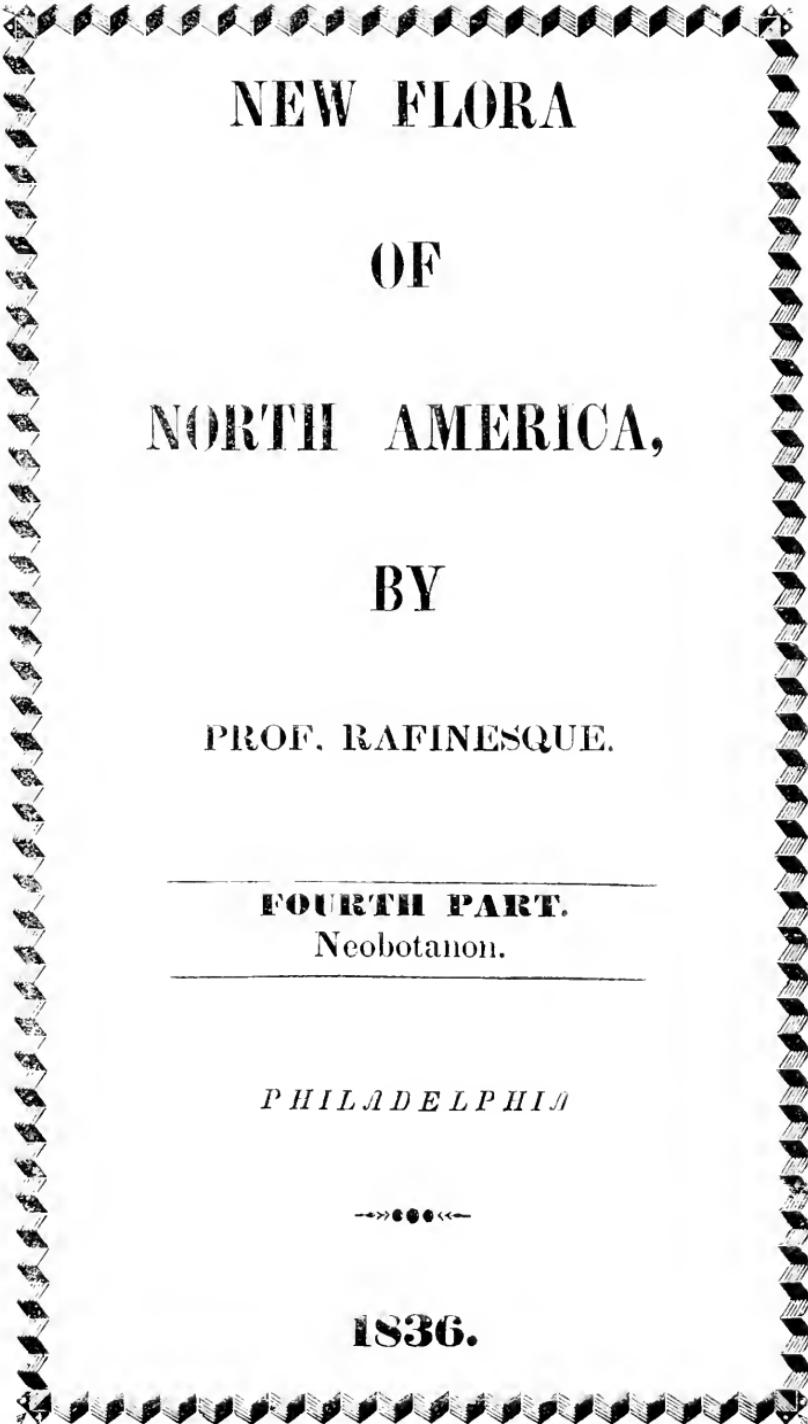 NEW FLORA
OF
NORTH AMERICA,
BY
PROF. RAFINESQUE.
FOURTH PART.
Neobotanon.
PHILADELPHIA
1836.